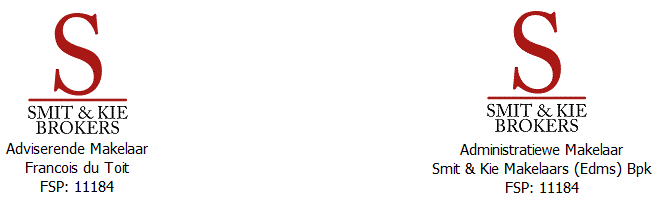 S
SMIT & KIE
BROKERS
Adviserende Makelaar
Francois du Toit
FSP: 11184
S
SMIT & KIE
BROKERS
Administratiewe Makelaar
Smit & Kie Makelaars (Edms) Bpk
FSP: 11184